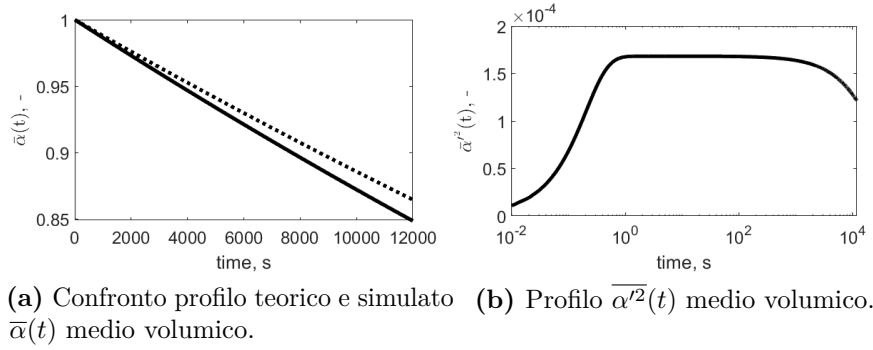 1
0.95
0.9
0.85
ᾱ(t), -
0 2000 4000 6000 8000 10000 12000
time, s
×10⁻⁴
2
1.5
1
0.5
0
ᾱ′²(t), -
10⁻² 10⁰ 10² 10⁴
time, s
(a) Confronto profilo teorico e simulato
α̅(t) medio volumico.
(b) Profilo α̅′̅²̅(t) medio volumico.